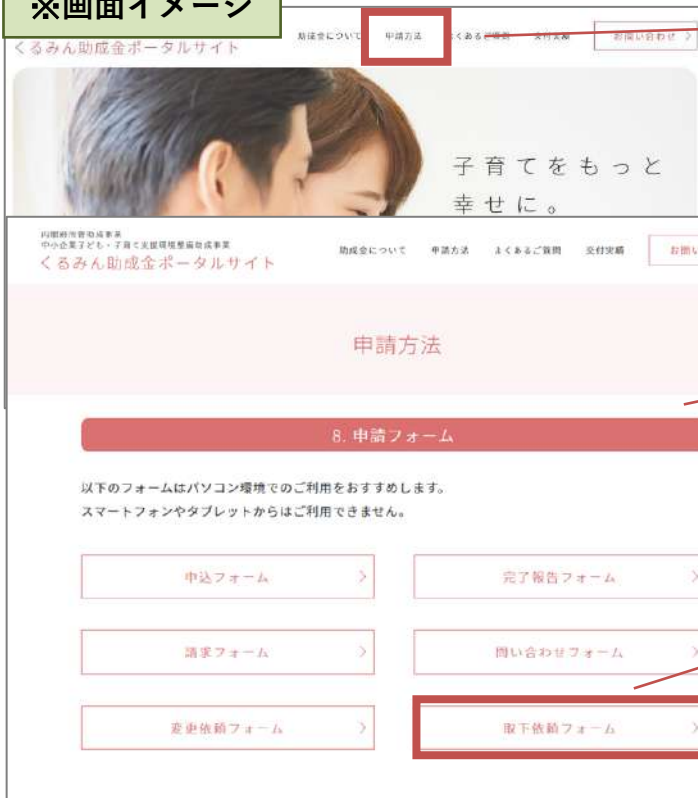 ※画面イメージ
くるみん助成金ポータルサイト
助成金について 申請方法 よくあるご質問 交付実績 お問い合わせ
子育てをもっと
幸せに。
内閣府所管助成事業
中小企業子ども・子育て支援環境整備助成事業
くるみん助成金ポータルサイト
助成金について 申請方法 よくあるご質問 交付実績 お問い
申請方法
8. 申請フォーム
以下のフォームはパソコン環境でのご利用をおすすめします。
スマートフォンやタブレットからはご利用できません。
申込フォーム
完了報告フォーム
請求フォーム
問い合わせフォーム
変更依頼フォーム
取下依頼フォーム